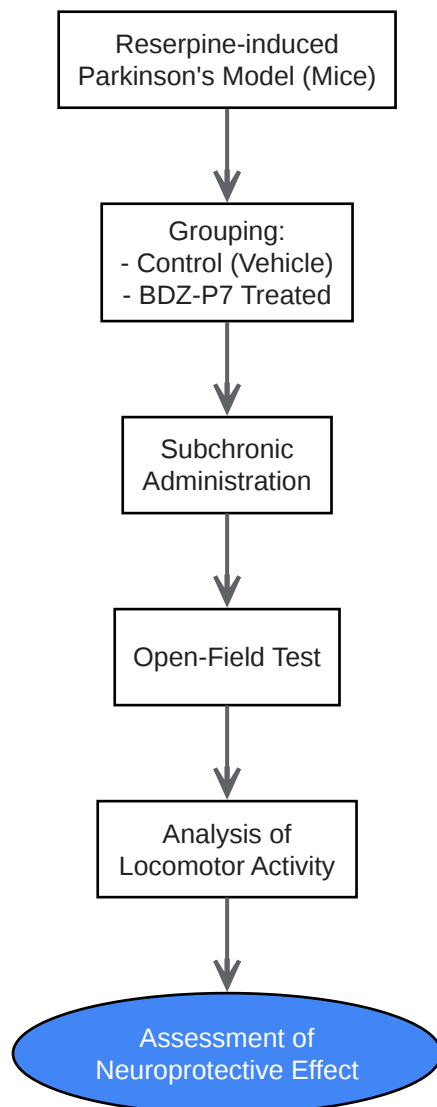 Reserpine-induced
Parkinson's Model (Mice)
Grouping:
- Control (Vehicle)
- BDZ-P7 Treated
Subchronic
Administration
Open-Field Test
Analysis of
Locomotor Activity
Assessment of
Neuroprotective Effect